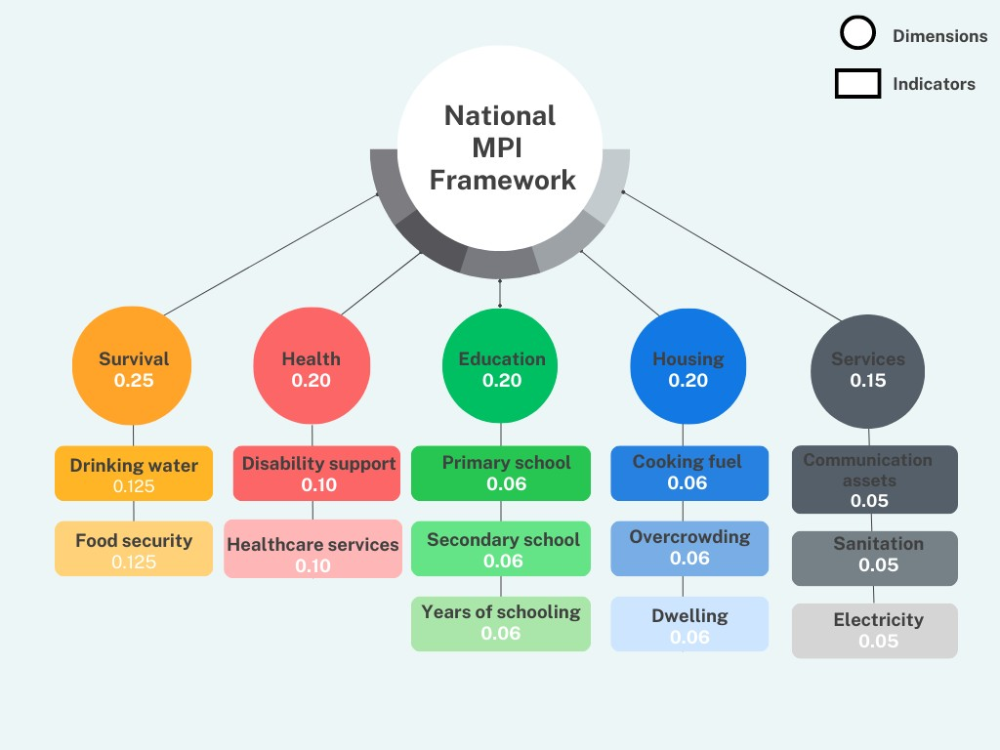 Dimensions
Indicators
National
MPI
Framework
Survival
0.25
Health
0.20
Education
0.20
Housing
0.20
Services
0.15
Drinking water
0.125
Food security
0.125
Disability support
0.10
Healthcare services
0.10
Primary school
0.06
Secondary school
0.06
Years of schooling
0.06
Cooking fuel
0.06
Overcrowding
0.06
Dwelling
0.06
Communication
assets
0.05
Sanitation
0.05
Electricity
0.05